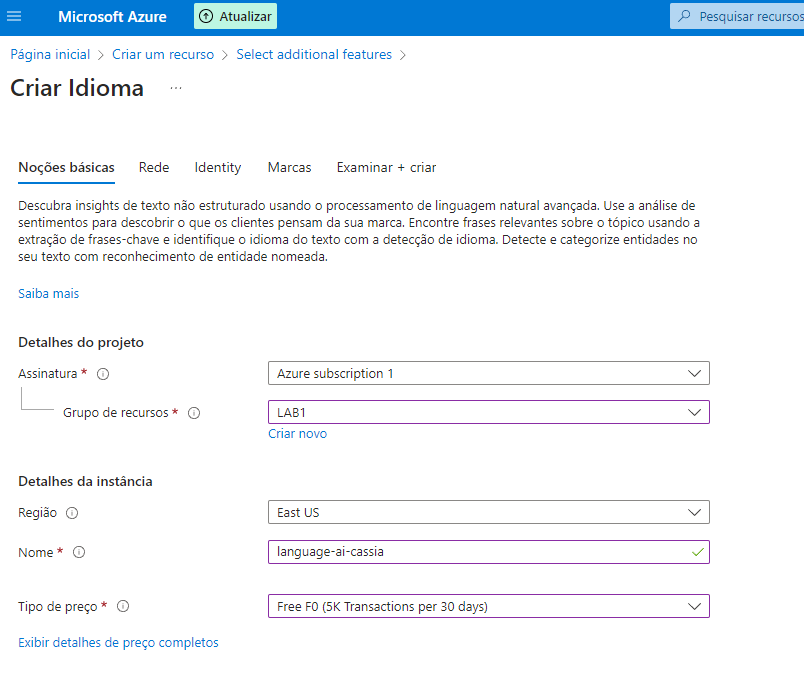 Microsoft Azure Atualizar Pesquisar recursos
Página inicial > Criar um recurso > Select additional features >
Criar Idioma ...
Noções básicas Rede Identity Marcas Examinar + criar
Descubra insights de texto não estruturado usando o processamento de linguagem natural avançada. Use a análise de
sentimentos para descobrir o que os clientes pensam da sua marca. Encontre frases relevantes sobre o tópico usando a
extração de frases-chave e identifique o idioma do texto com a detecção de idioma. Detecte e categorize entidades no
seu texto com reconhecimento de entidade nomeada.
Saiba mais
Detalhes do projeto
Assinatura * Azure subscription 1
Grupo de recursos * LAB1
Criar novo
Detalhes da instância
Região East US
Nome * language-ai-cassia
Tipo de preço * Free F0 (5K Transactions per 30 days)
Exibir detalhes de preço completos